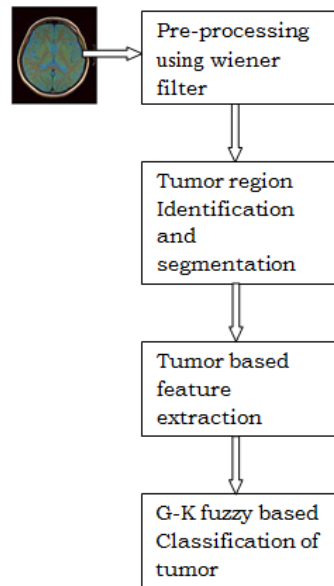 Pre-processing
using wiener
filter
Tumor region
Identification
and
segmentation
Tumor based
feature
extraction
G-K fuzzy based
Classification of
tumor